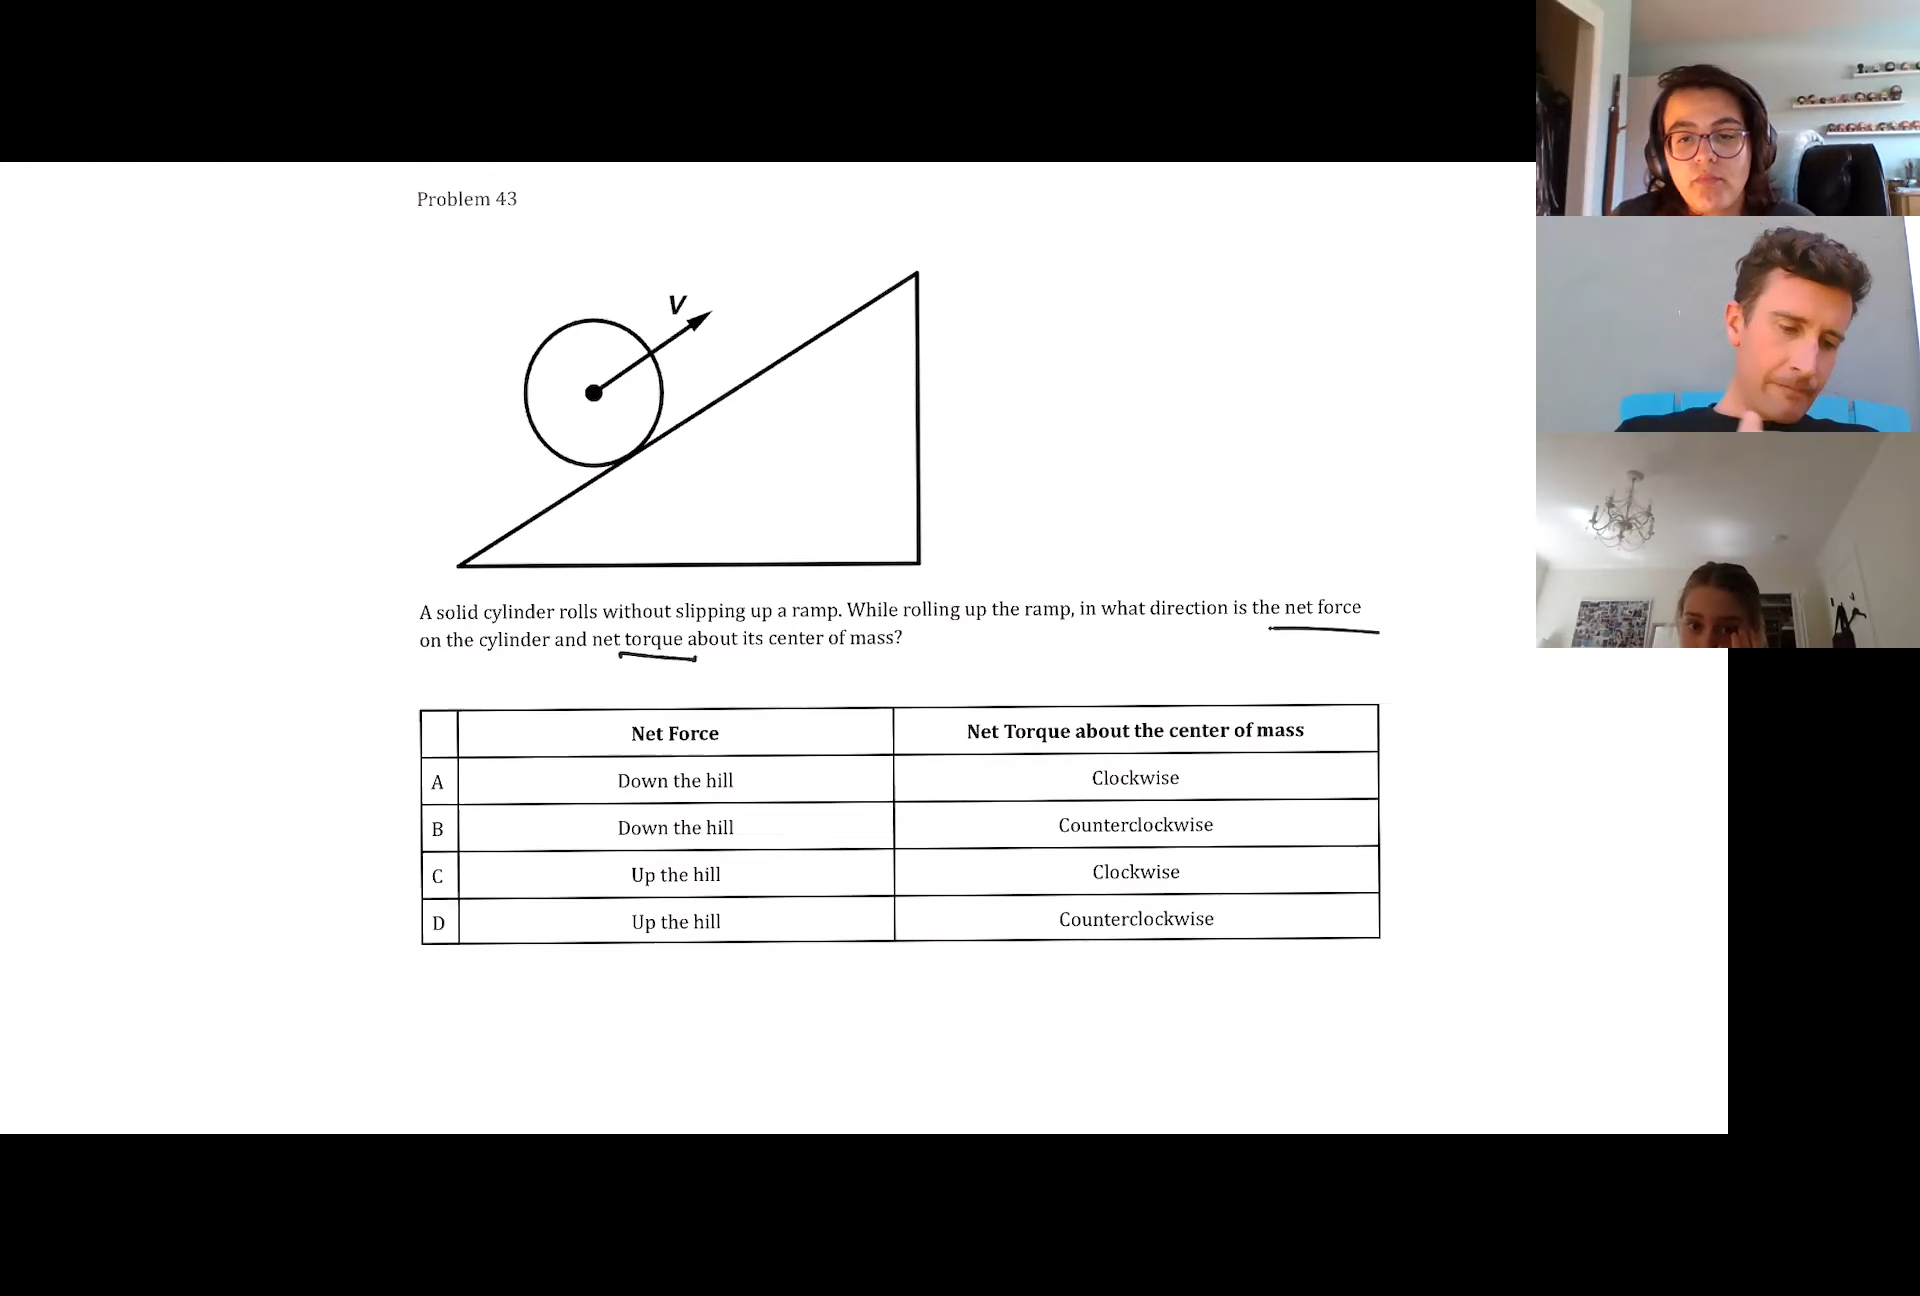 Problem 43
V
A solid cylinder rolls without slipping up a ramp. While rolling up the ramp, in what direction is the net force
on the cylinder and net torque about its center of mass?
Net Force Net Torque about the center of mass
A Down the hill Clockwise
B Down the hill Counterclockwise
C Up the hill Clockwise
D Up the hill Counterclockwise